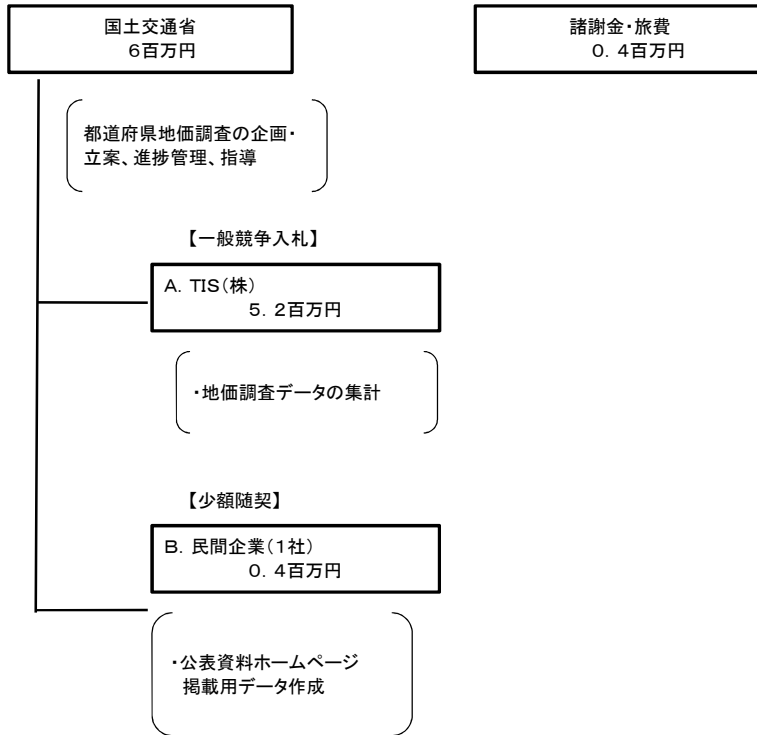 国土交通省
6百万円
諸謝金・旅費
0.4百万円
都道府県地価調査の企画・
立案、進捗管理、指導
【一般競争入札】
A.TIS(株)
5.2百万円
・地価調査データの集計
【少額随契】
B.民間企業(1社)
0.4百万円
・公表資料ホームページ
掲載用データ作成